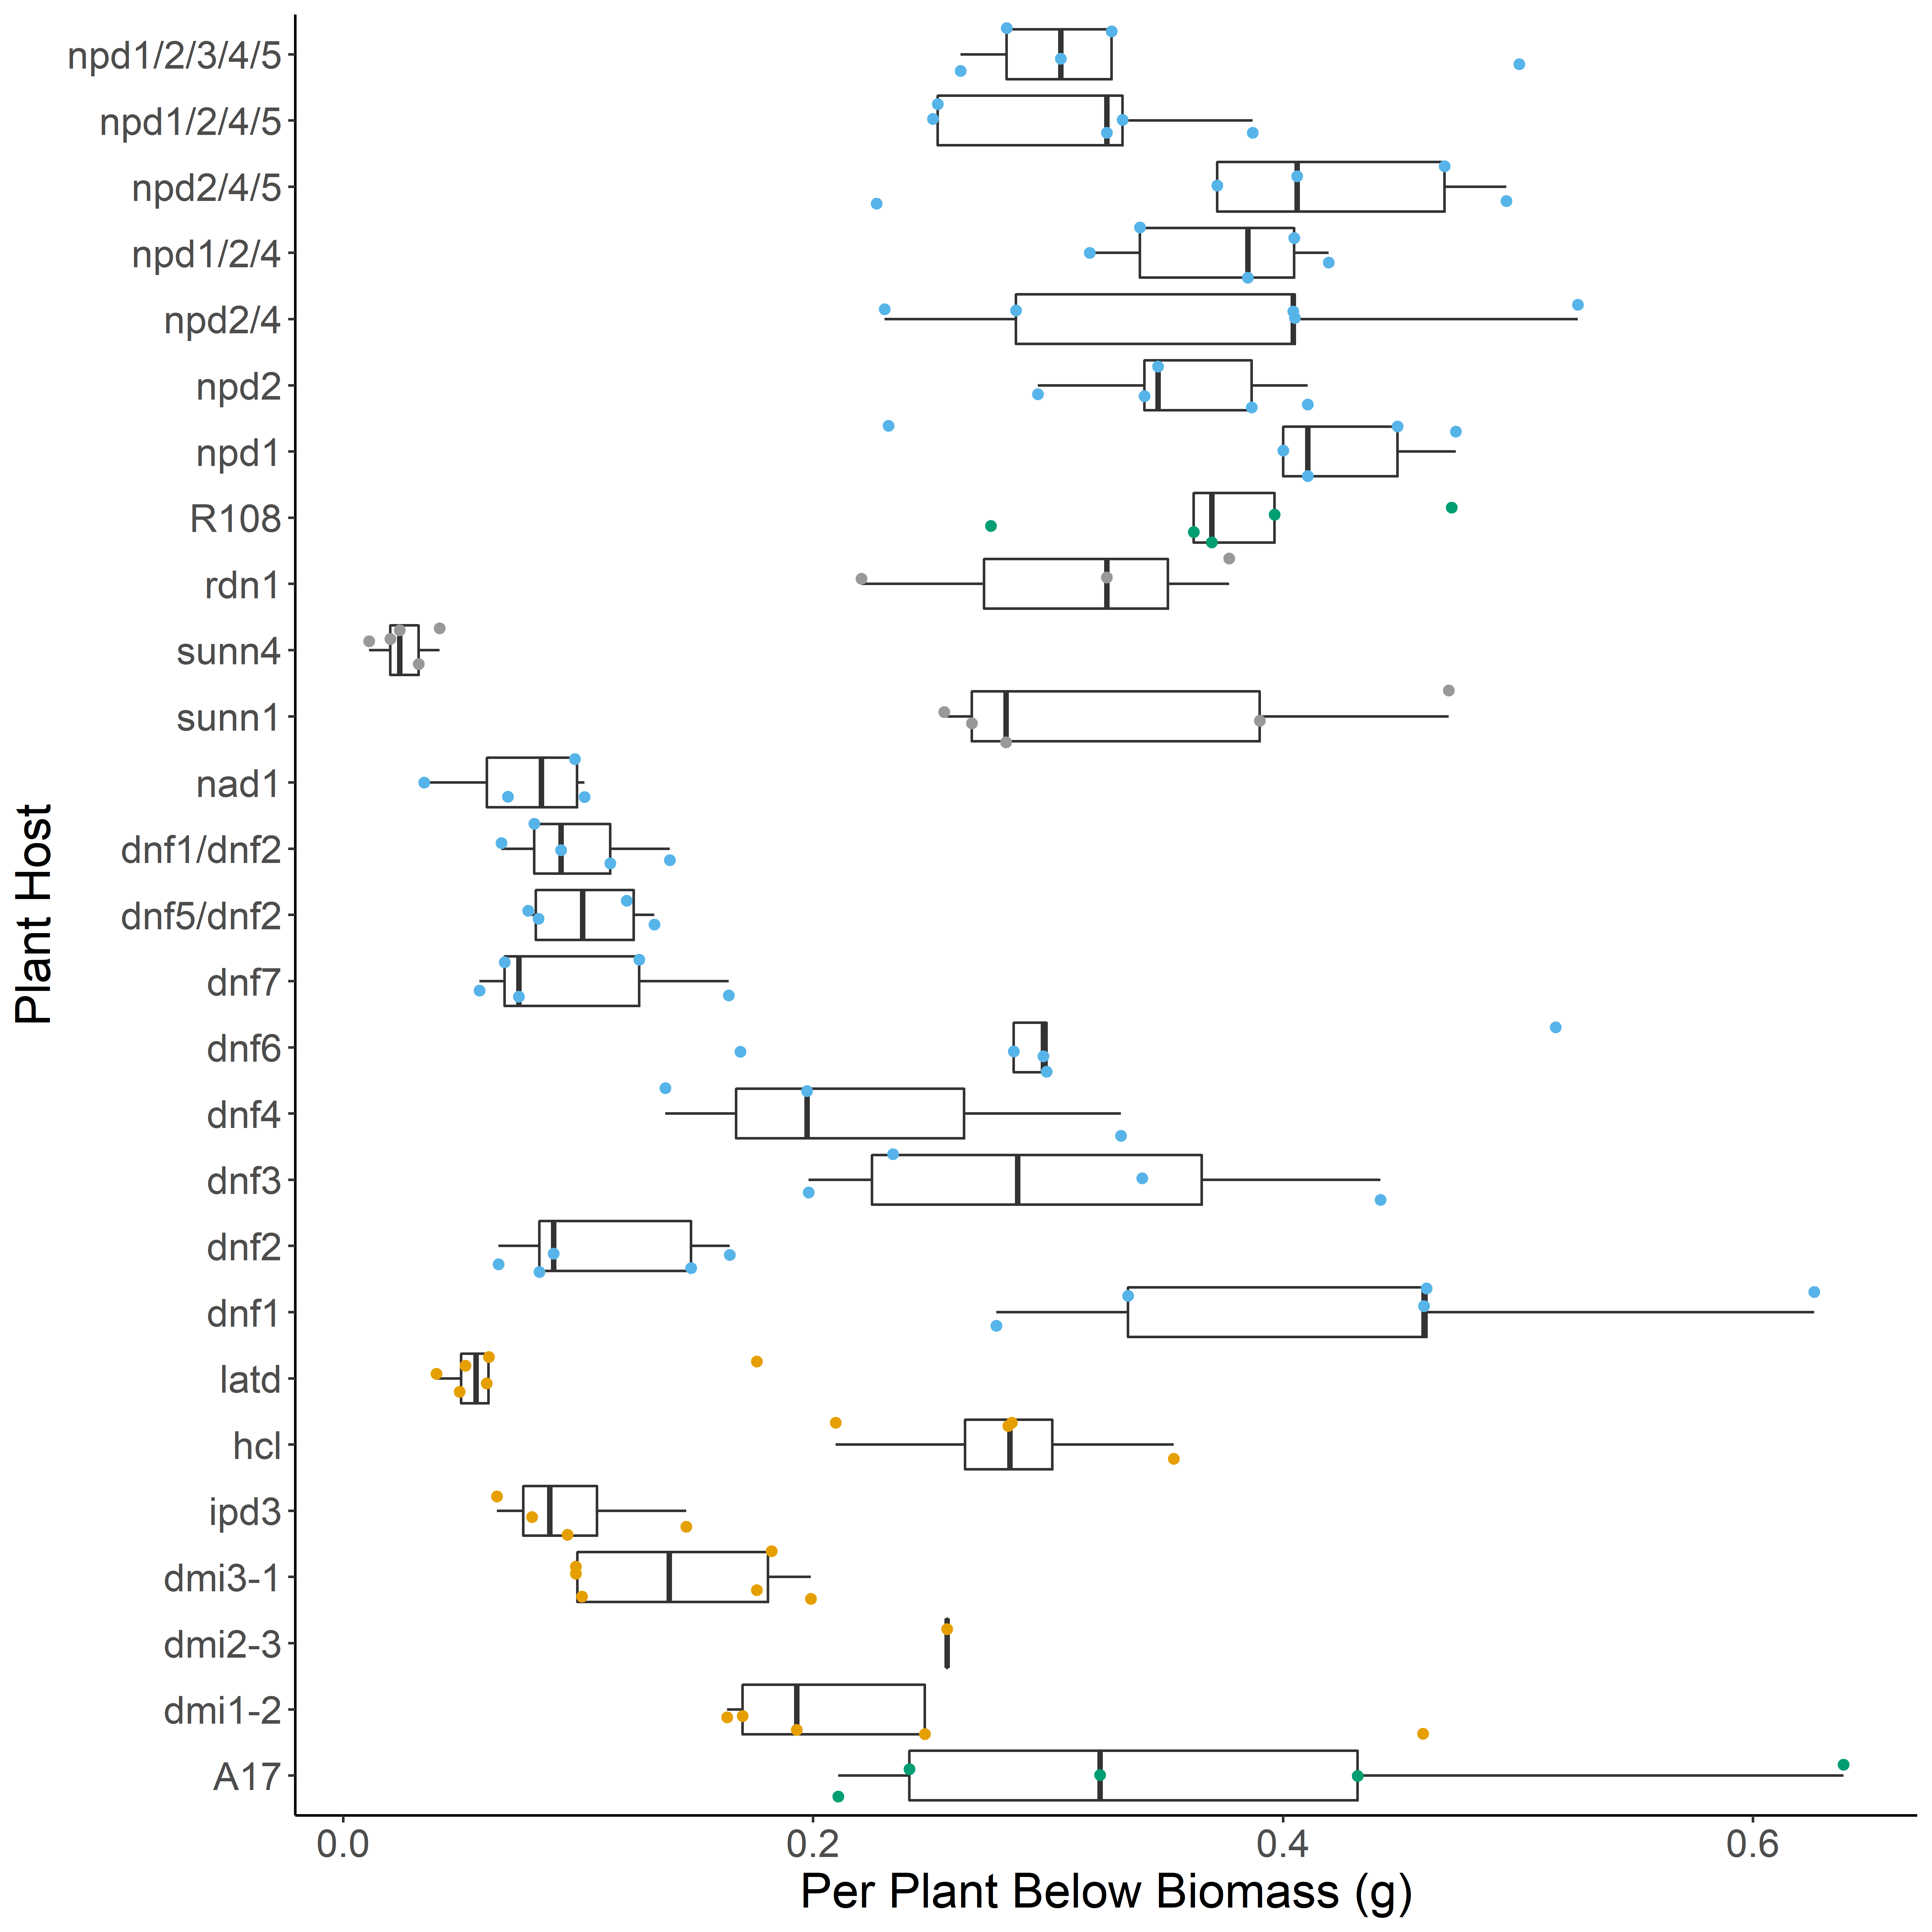 npd1/2/3/4/5
npd1/2/4/5
npd2/4/5
npd1/2/4
npd2/4
npd2
npd1
R108
rdn1
sunn4
sunn1
nad1
dnf1/dnf2
dnf5/dnf2
dnf7
dnf6
dnf4
dnf3
dnf2
dnf1
latd
hcl
ipd3
dmi3-1
dmi2-3
dmi1-2
A17
Plant Host
0.0 0.2 0.4 0.6
Per Plant Below Biomass (g)